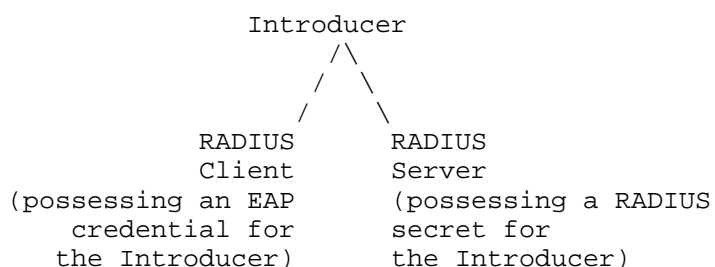 Introducer
/\
/ \
/ \
RADIUS RADIUS
Client Server
(possessing an EAP (possessing a RADIUS
credential for secret for
the Introducer) the Introducer)